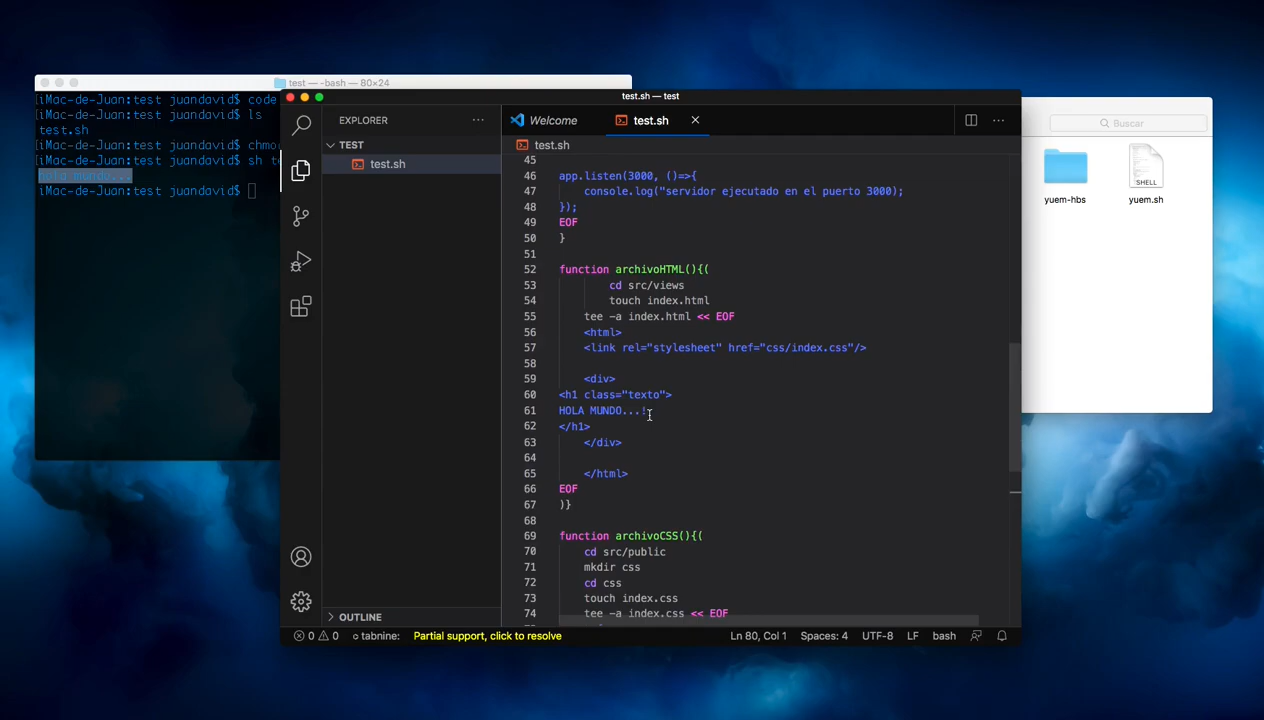 test — -bash — 80×24
[iMac-de-Juan:test juandavid$ code
[iMac-de-Juan:test juandavid$ ls
test.sh
[iMac-de-Juan:test juandavid$ chmo
[iMac-de-Juan:test juandavid$ sh te
hola mundo...
iMac-de-Juan:test juandavid$
test.sh — test
EXPLORER
TEST
test.sh
OUTLINE
Welcome
test.sh
test.sh
45
46 app.listen(3000, ()=>{
47 console.log("servidor ejecutado en el puerto 3000);
48 });
49 EOF
50 }
51
52 function archivoHTML(){(
53 cd src/views
54 touch index.html
55 tee -a index.html << EOF
56 <html>
57 <link rel="stylesheet" href="css/index.css"/>
58
59 <div>
60 <h1 class="texto">
61 HOLA MUNDO...!
62 </h1>
63 </div>
64
65 </html>
66 EOF
67 )}
68
69 function archivoCSS(){(
70 cd src/public
71 mkdir css
72 cd css
73 touch index.css
74 tee -a index.css << EOF
0 0 tabnine: Partial support, click to resolve Ln 80, Col 1 Spaces: 4 UTF-8 LF bash
Buscar
SHELL
yuem-hbs yuem.sh